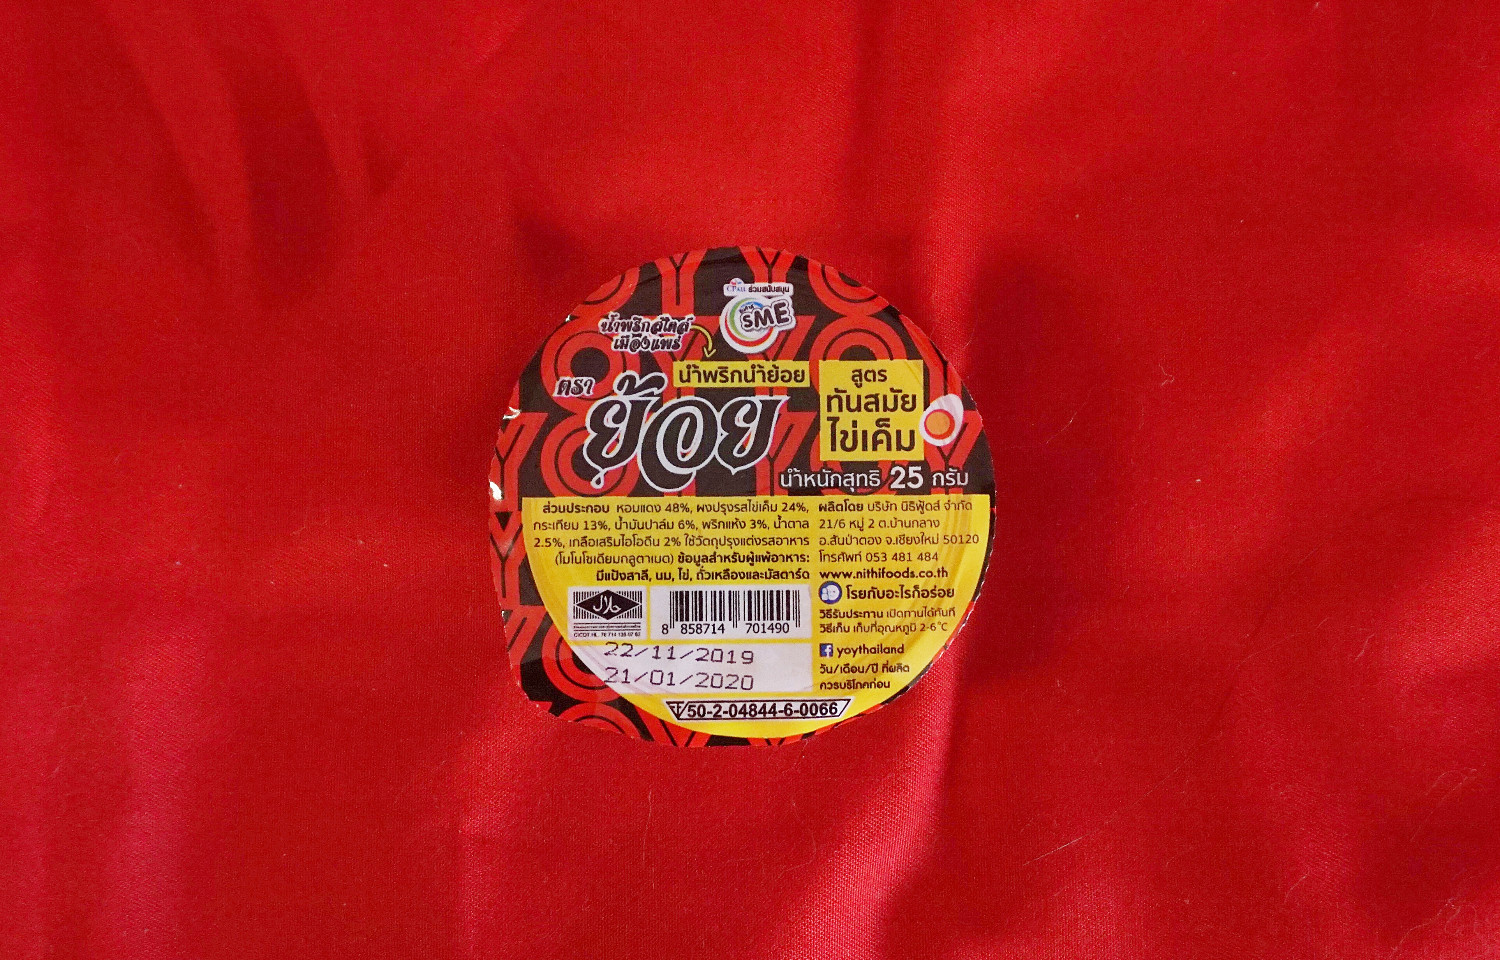 CPALL ร่วมสนับสนุน
SME
น้ำพริกสไตล์
เมืองแพร่
น้ำพริกน้ำย้อย
ตรา
ย้อย
สูตร
ทันสมัย
ไข่เค็ม
น้ำหนักสุทธิ 25 กรัม
ส่วนประกอบ หอมแดง 48%, ผงปรุงรสไข่เค็ม 24%,
กระเทียม 13%, น้ำมันปาล์ม 6%, พริกแห้ง 3%, น้ำตาล
2.5%, เกลือเสริมไอโอดีน 2% ใช้วัตถุปรุงแต่งรสอาหาร
(โมโนโซเดียมกลูตาเมต) ข้อมูลสำหรับผู้แพ้อาหาร:
มีแป้งสาลี, นม, ไข่, ถั่วเหลืองและมัสตาร์ด
ผลิตโดย บริษัท นิธิฟู้ดส์ จำกัด
21/6 หมู่ 2 ต.บ้านกลาง
อ.สันป่าตอง จ.เชียงใหม่ 50120
โทรศัพท์ 053 481 484
www.nithifoods.co.th
โรยกับอะไรก็อร่อย
วิธีรับประทาน เปิดทานได้ทันที
วิธีเก็บ เก็บที่อุณหภูมิ 2-6°C
yoythailand
วัน/เดือน/ปี ที่ผลิต
ควรบริโภคก่อน
حلال
8 858714 701490
22/11/2019
21/01/2020
50-2-04844-6-0066